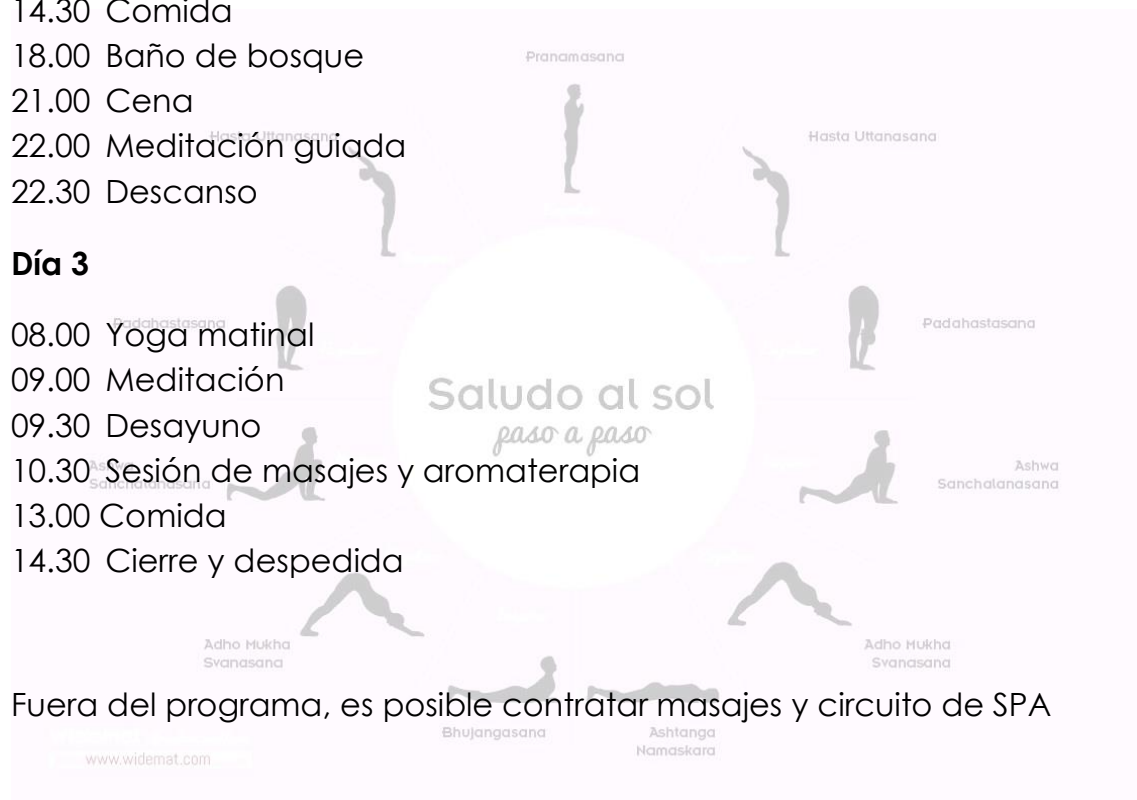 14.30 Comida
18.00 Baño de bosque
21.00 Cena
22.00 Meditación guiada
22.30 Descanso
Día 3
08.00 Yoga matinal
09.00 Meditación
09.30 Desayuno
10.30 Sesión de masajes y aromaterapia
13.00 Comida
14.30 Cierre y despedida
Fuera del programa, es posible contratar masajes y circuito de SPA
Pranamasana
Hasta Uttanasana
Hasta Uttanasana
Padahastasana
Padahastasana
Saludo al sol
paso a paso
Ashwa
Sanchalanasana
Ashwa
Sanchalanasana
Adho Mukha
Svanasana
Adho Mukha
Svanasana
Bhujangasana
Ashtanga
Namaskara
www.widemat.com